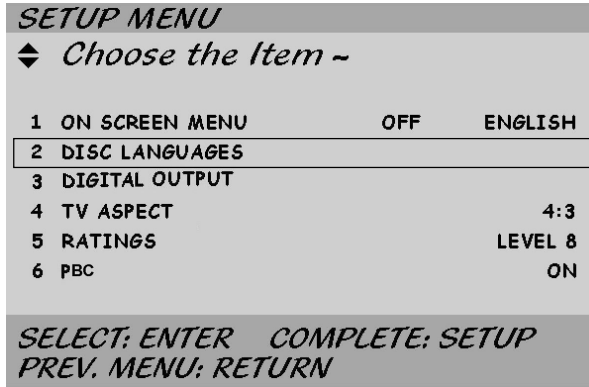 SETUP MENU
Choose the Item ~
1 ON SCREEN MENU OFF ENGLISH
2 DISC LANGUAGES
3 DIGITAL OUTPUT
4 TV ASPECT 4:3
5 RATINGS LEVEL 8
6 PBC ON
SELECT: ENTER COMPLETE: SETUP
PREV. MENU: RETURN